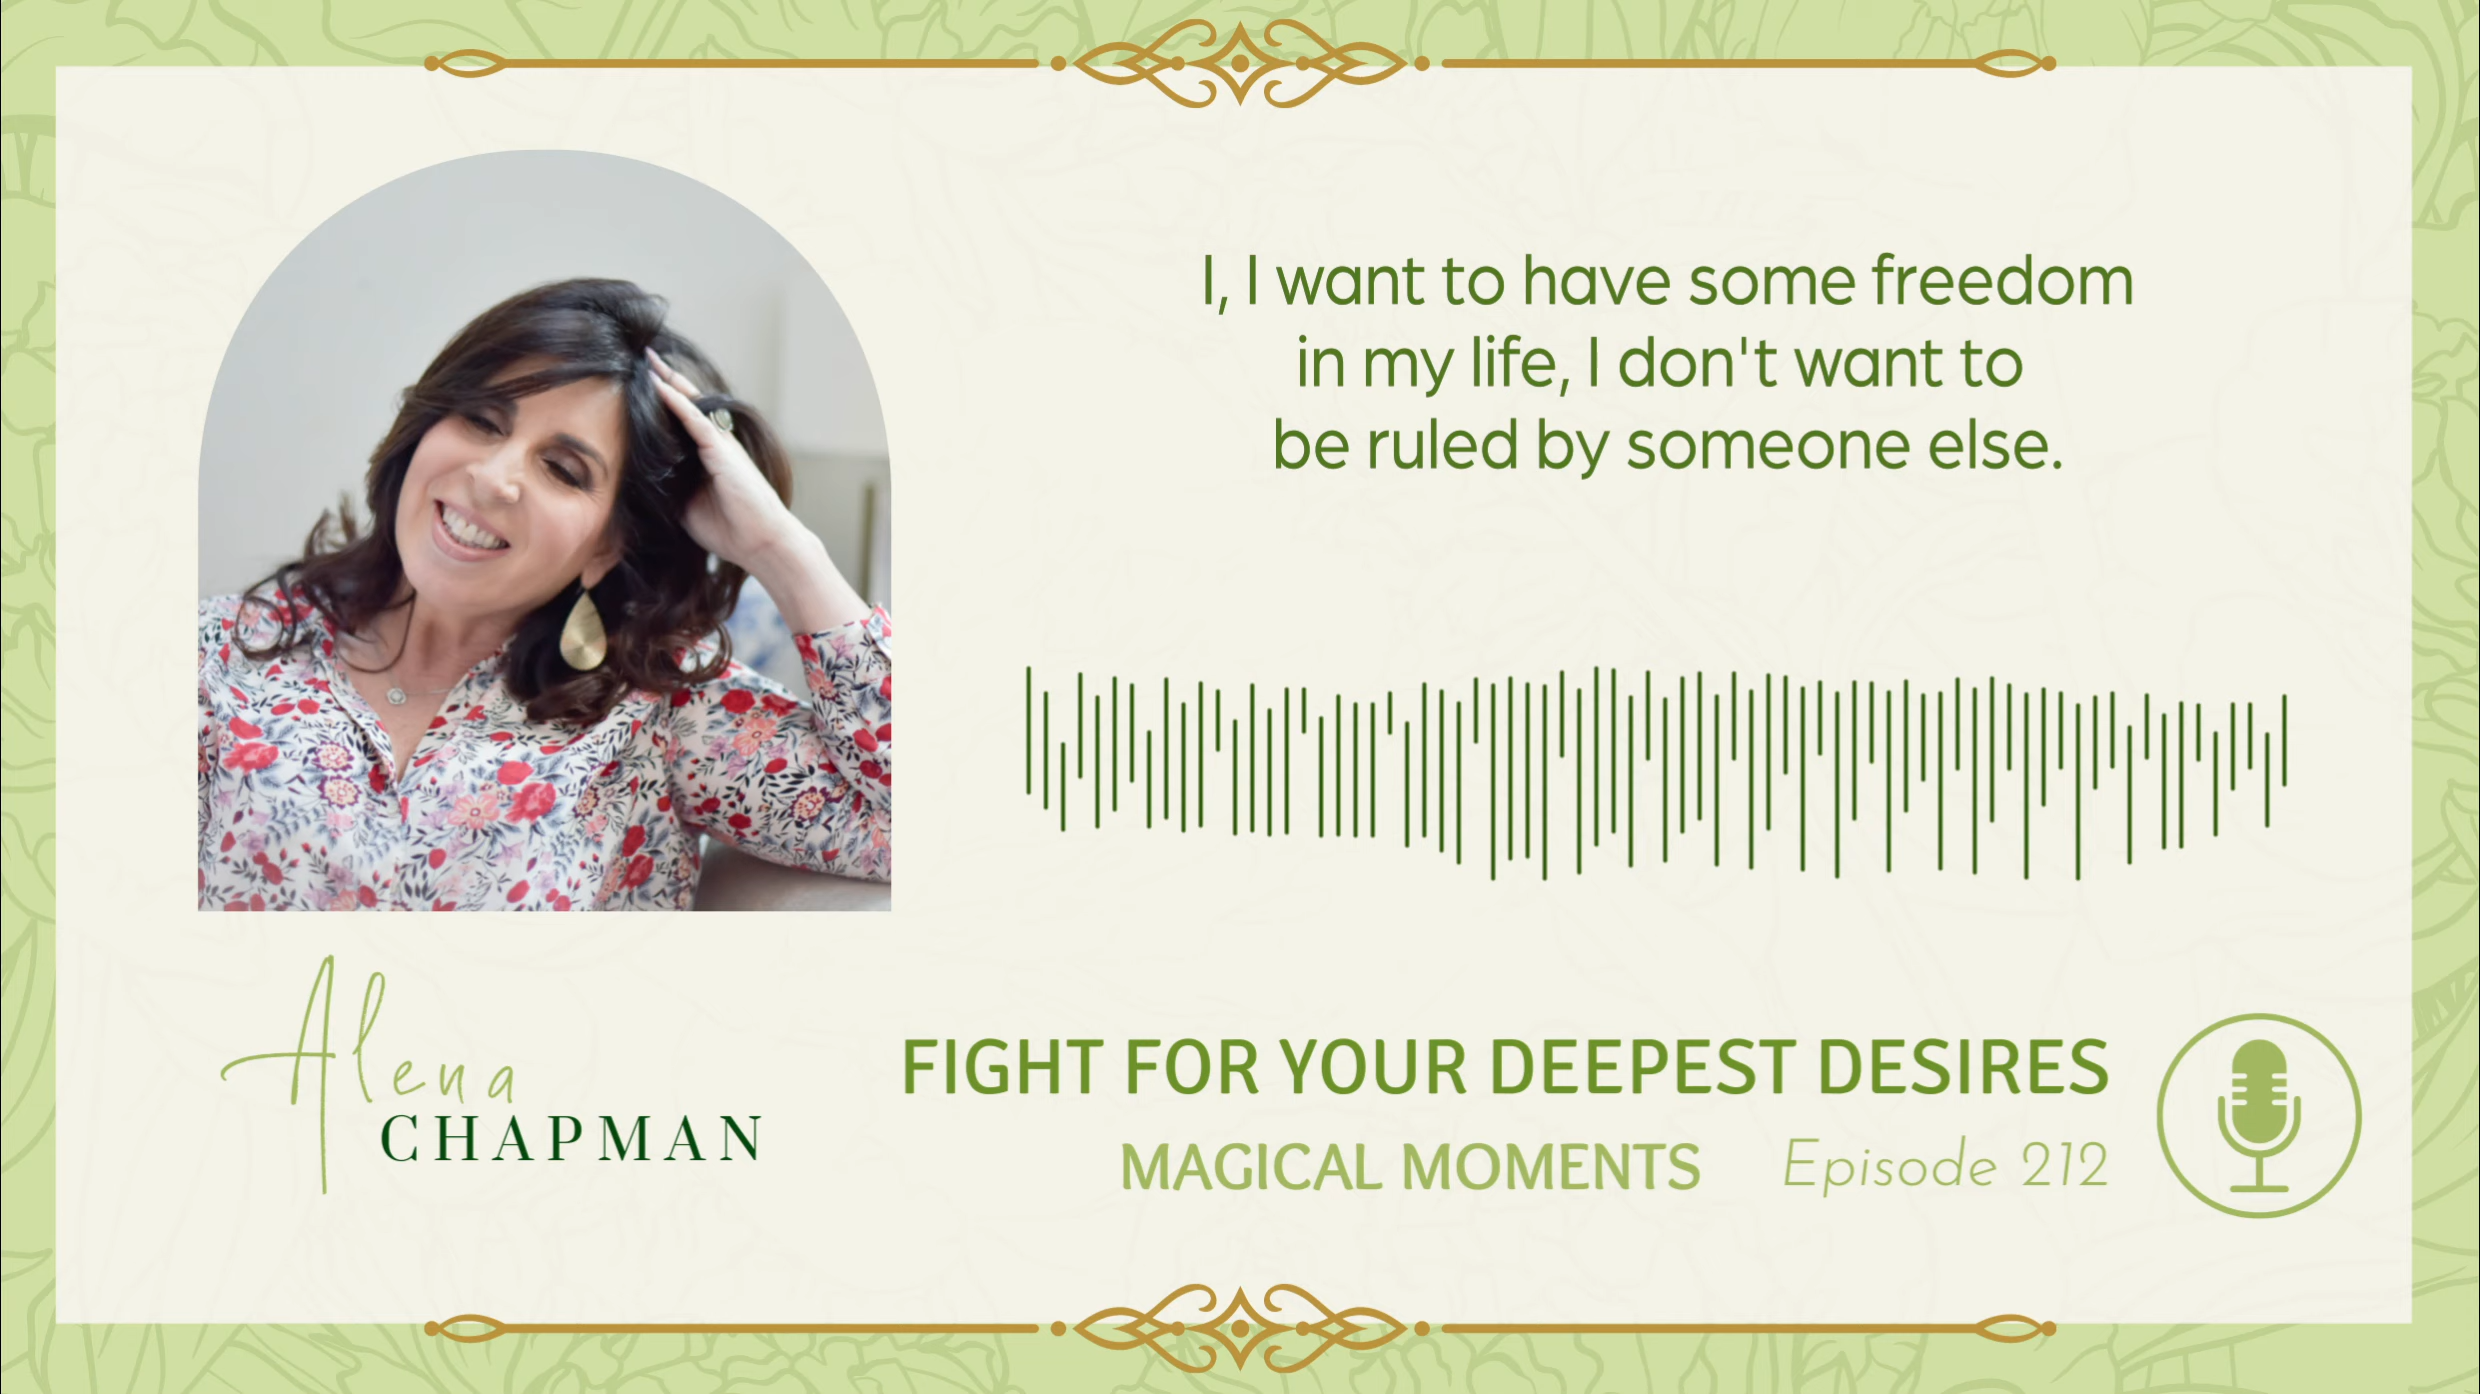 I, I want to have some freedom
in my life, I don't want to
be ruled by someone else.
Alena
CHAPMAN
FIGHT FOR YOUR DEEPEST DESIRES
MAGICAL MOMENTS Episode 212